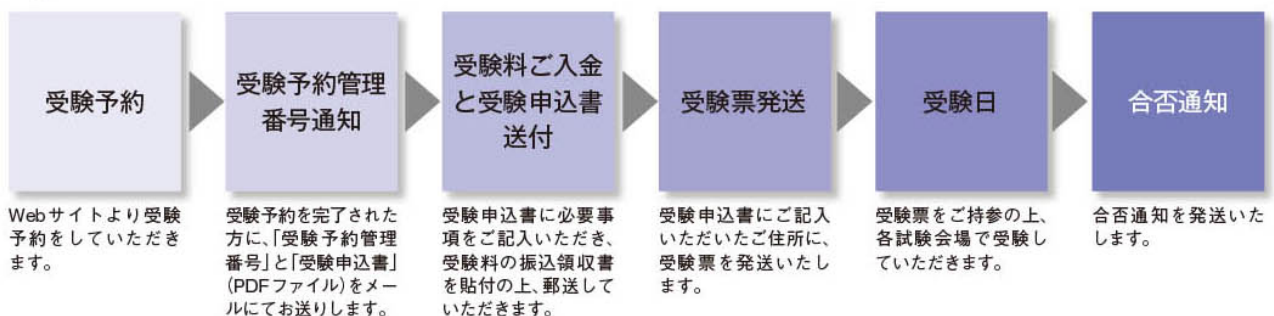 受験予約
Webサイトより受験
予約をしていただき
ます。
受験予約管理
番号通知
受験予約を完了された
方に、「受験予約管理
番号」と「受験申込書」
(PDFファイル)をメー
ルにてお送りします。
受験料ご入金
と受験申込書
送付
受験申込書に必要事
項をご記入いただき、
受験料の振込領収書
を貼付の上、郵送して
いただきます。
受験票発送
受験申込書にご記入
いただいたご住所に、
受験票を発送いたし
ます。
受験日
受験票をご持参の上、
各試験会場で受験し
ていただきます。
合否通知
合否通知を発送いた
します。